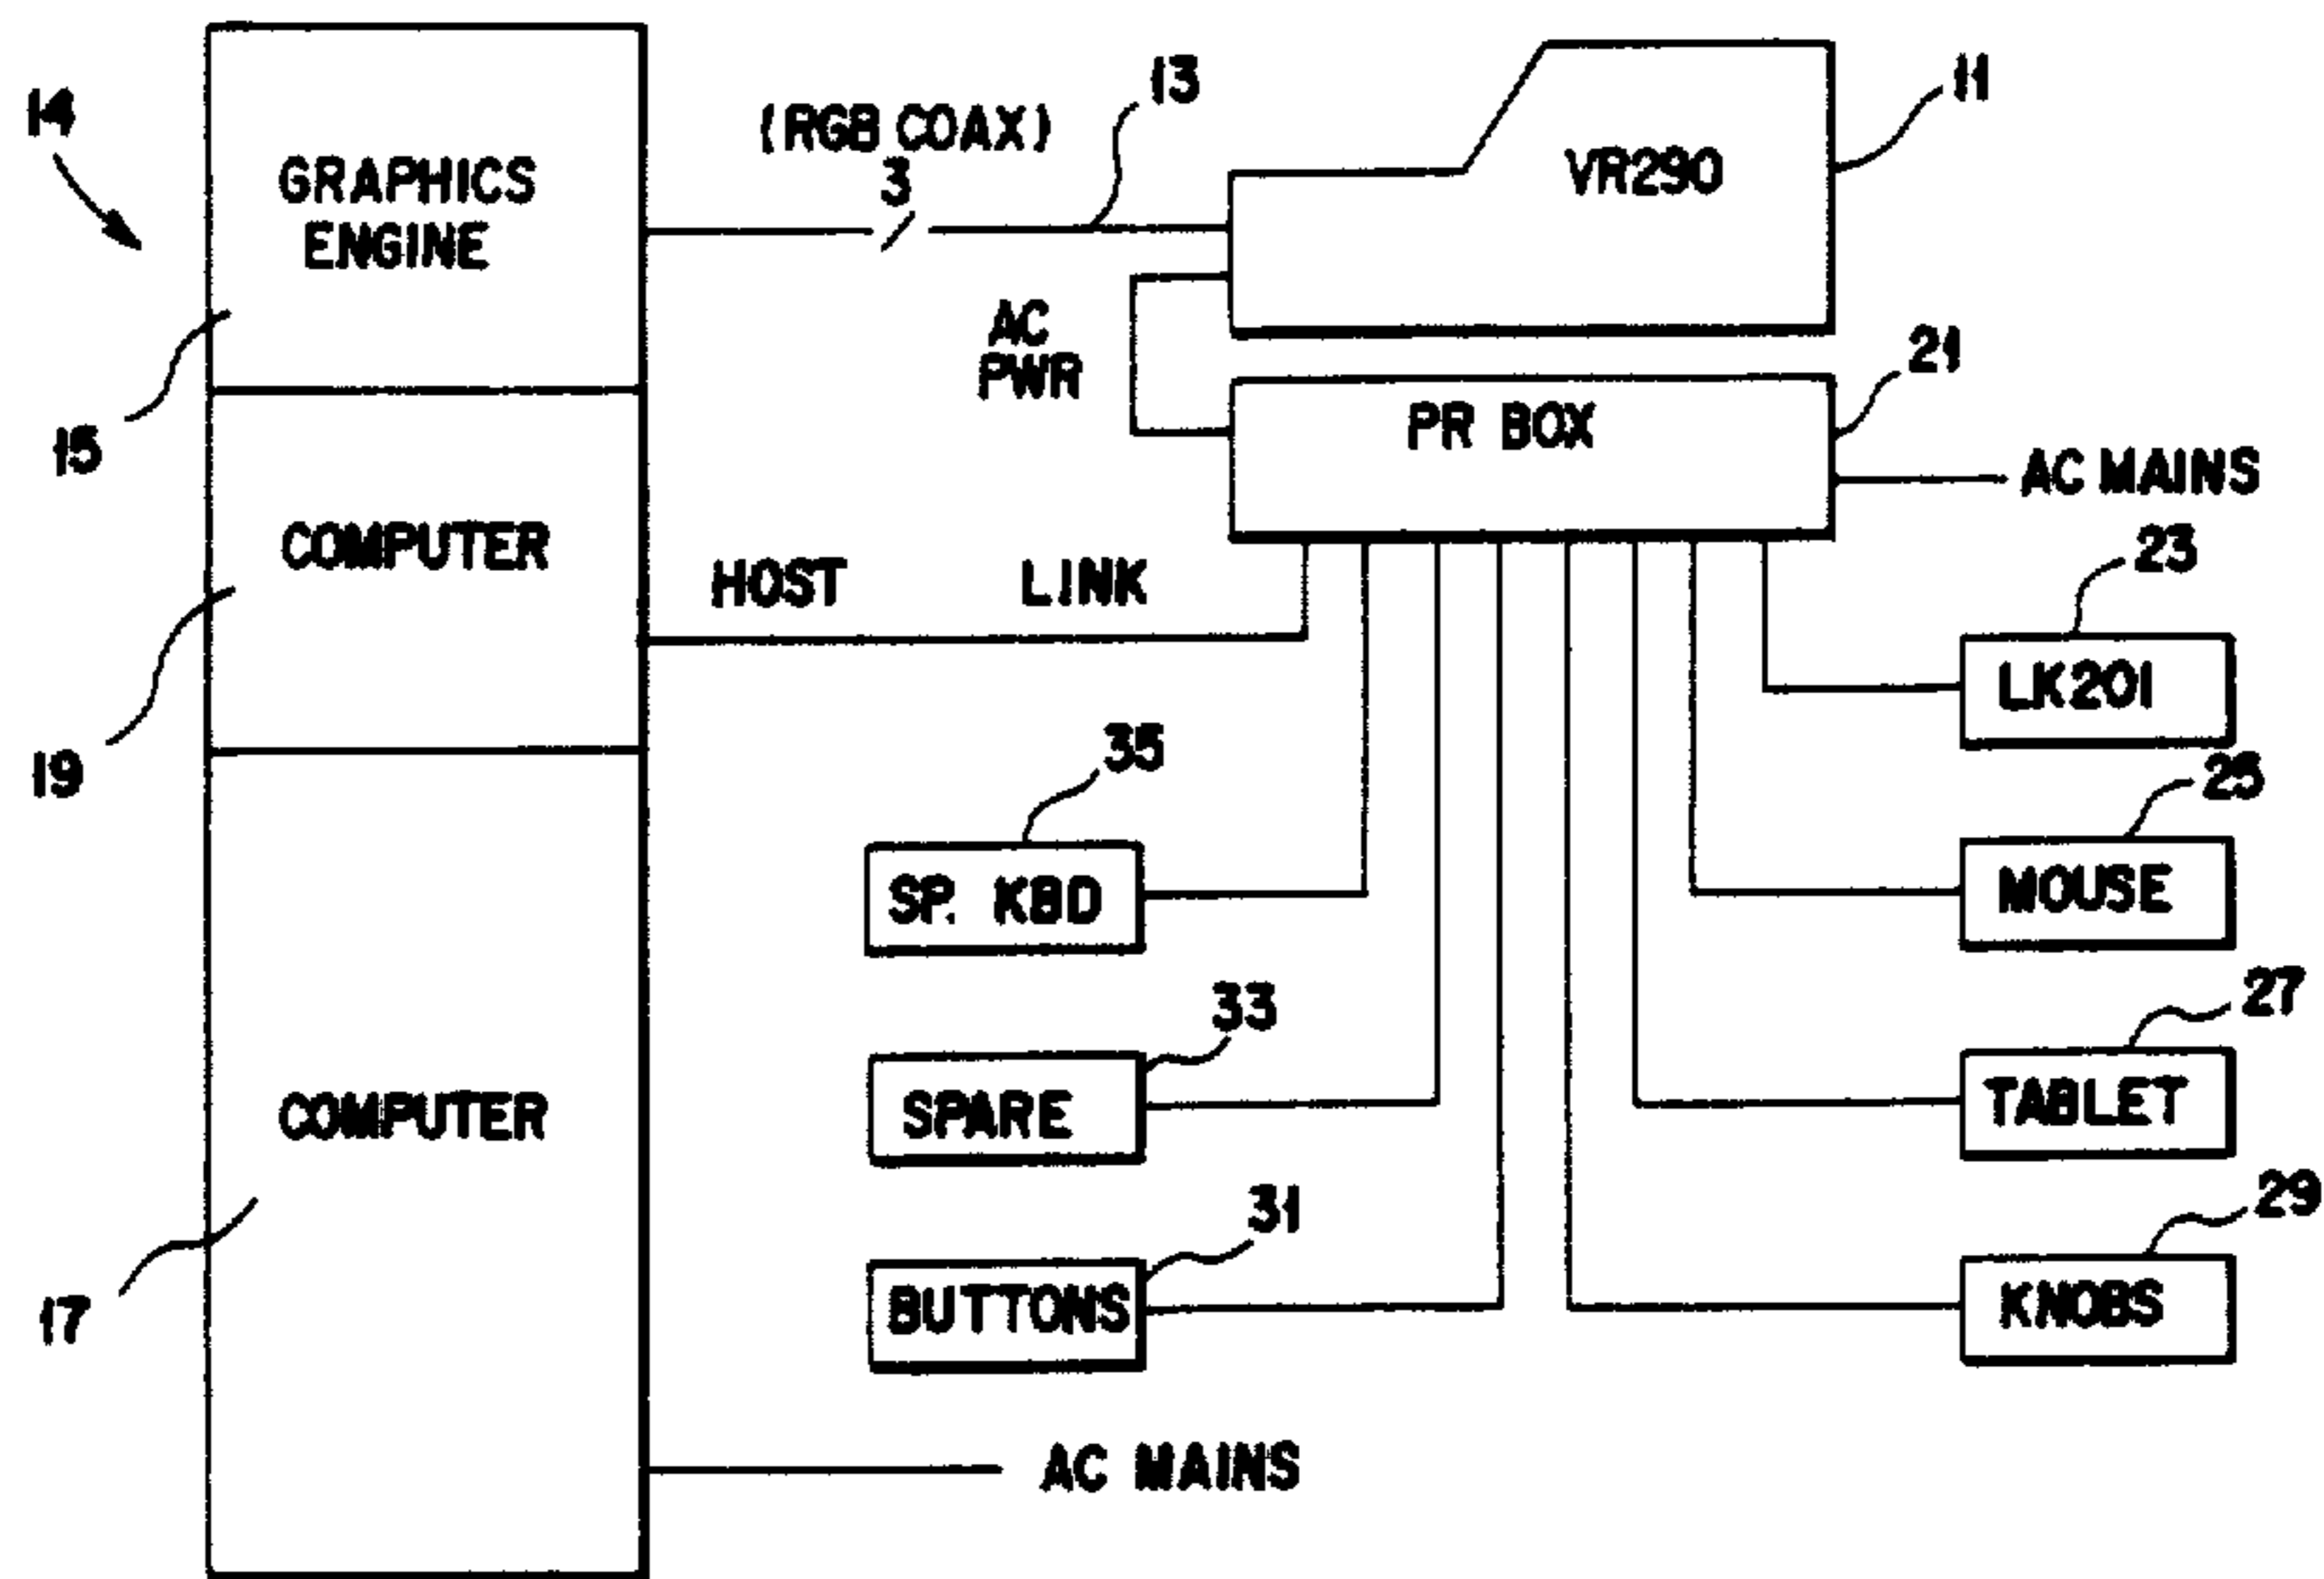 14
GRAPHICS
ENGINE
15
COMPUTER
19
COMPUTER
17
(RGB COAX)
3
13
VR290
11
AC
PWR
PR BOX
21
AC MAINS
HOST LINK
LK201
23
MOUSE
25
TABLET
27
KNOBS
29
SP. KBD
35
SPARE
33
BUTTONS
31
AC MAINS